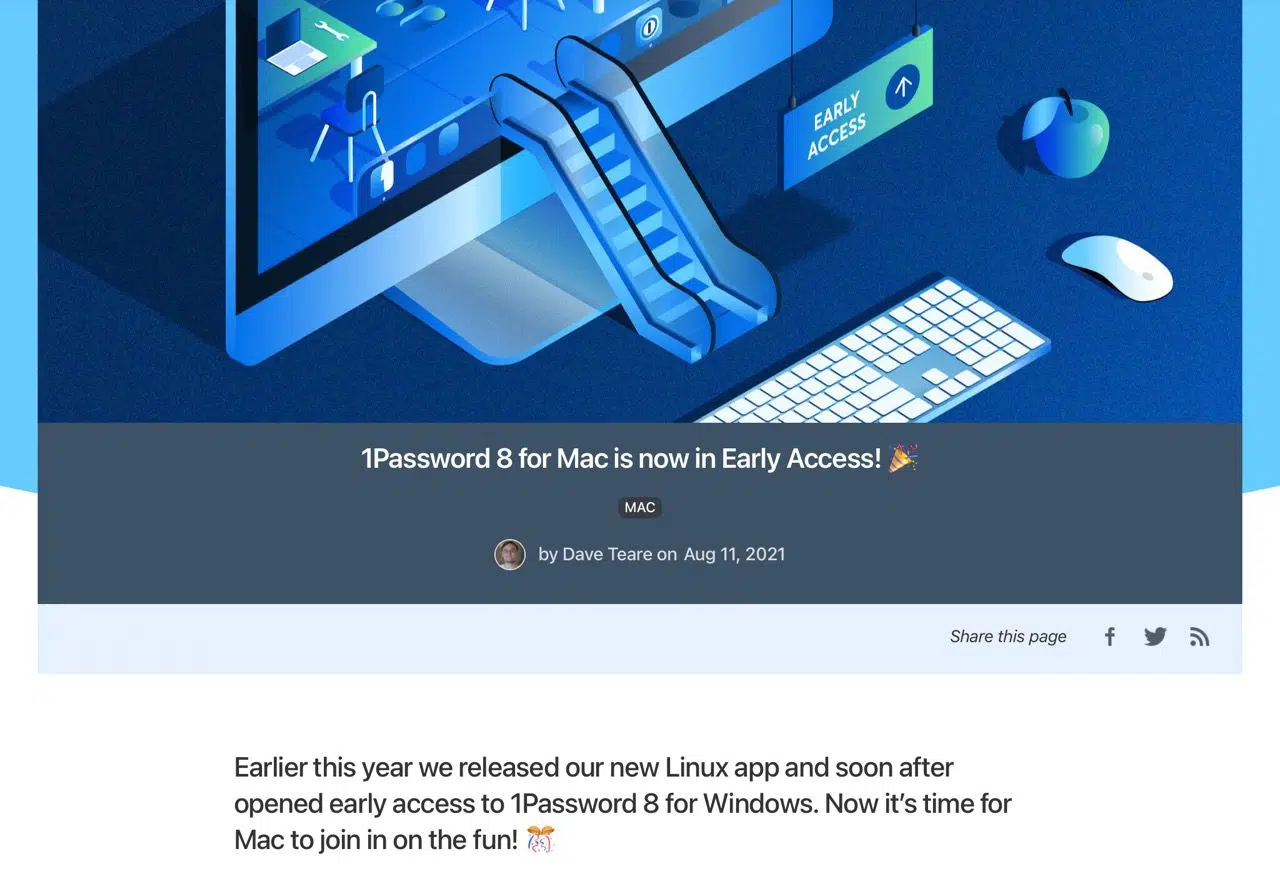 EARLY
ACCESS
1Password 8 for Mac is now in Early Access! 🎉
MAC
by Dave Teare on Aug 11, 2021
Share this page
Earlier this year we released our new Linux app and soon after
opened early access to 1Password 8 for Windows. Now it’s time for
Mac to join in on the fun! 🎊